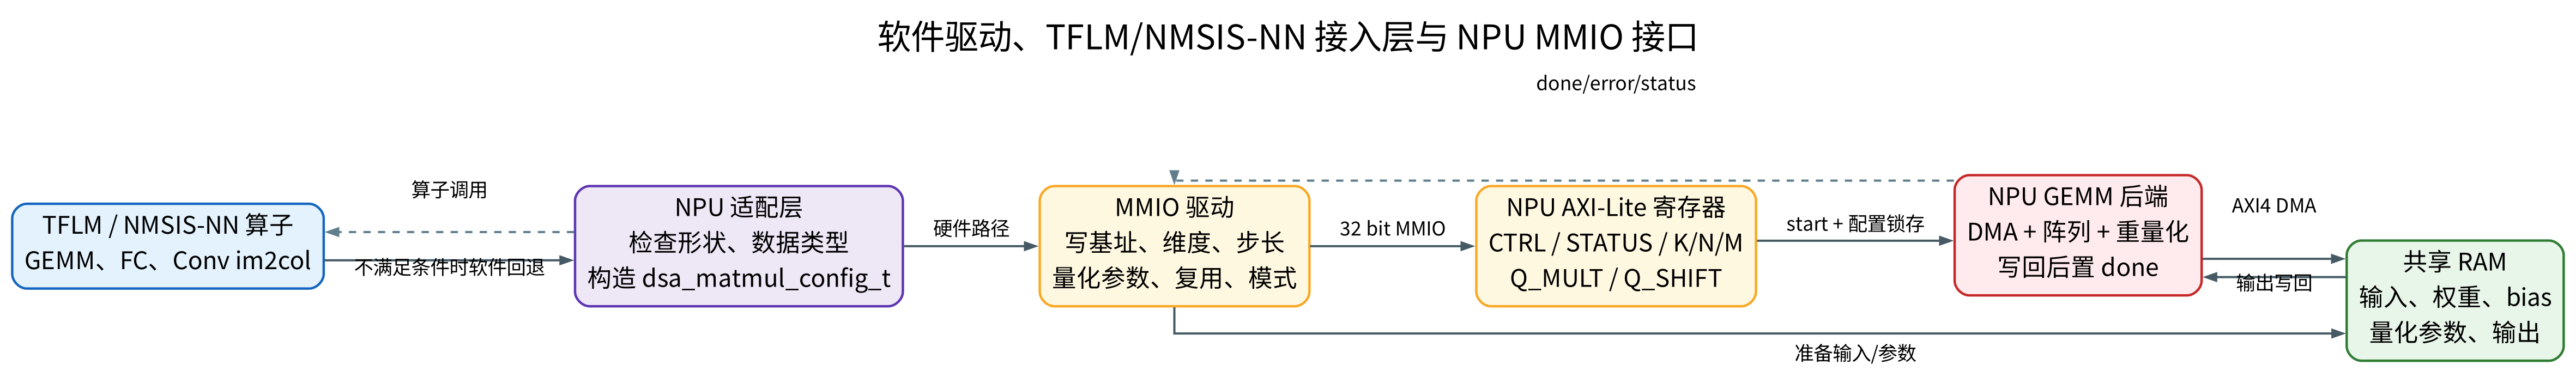 软件驱动、TFLM/NMSIS-NN 接入层与 NPU MMIO 接口
done/error/status
算子调用
不满足条件时软件回退
TFLM / NMSIS-NN 算子
GEMM、FC、Conv im2col
NPU 适配层
检查形状、数据类型
构造 dsa_matmul_config_t
硬件路径
MMIO 驱动
写基址、维度、步长
量化参数、复用、模式
32 bit MMIO
NPU AXI-Lite 寄存器
CTRL / STATUS / K/N/M
Q_MULT / Q_SHIFT
start + 配置锁存
NPU GEMM 后端
DMA + 阵列 + 重量化
写回后置 done
AXI4 DMA
输出写回
共享 RAM
输入、权重、bias
量化参数、输出
准备输入/参数